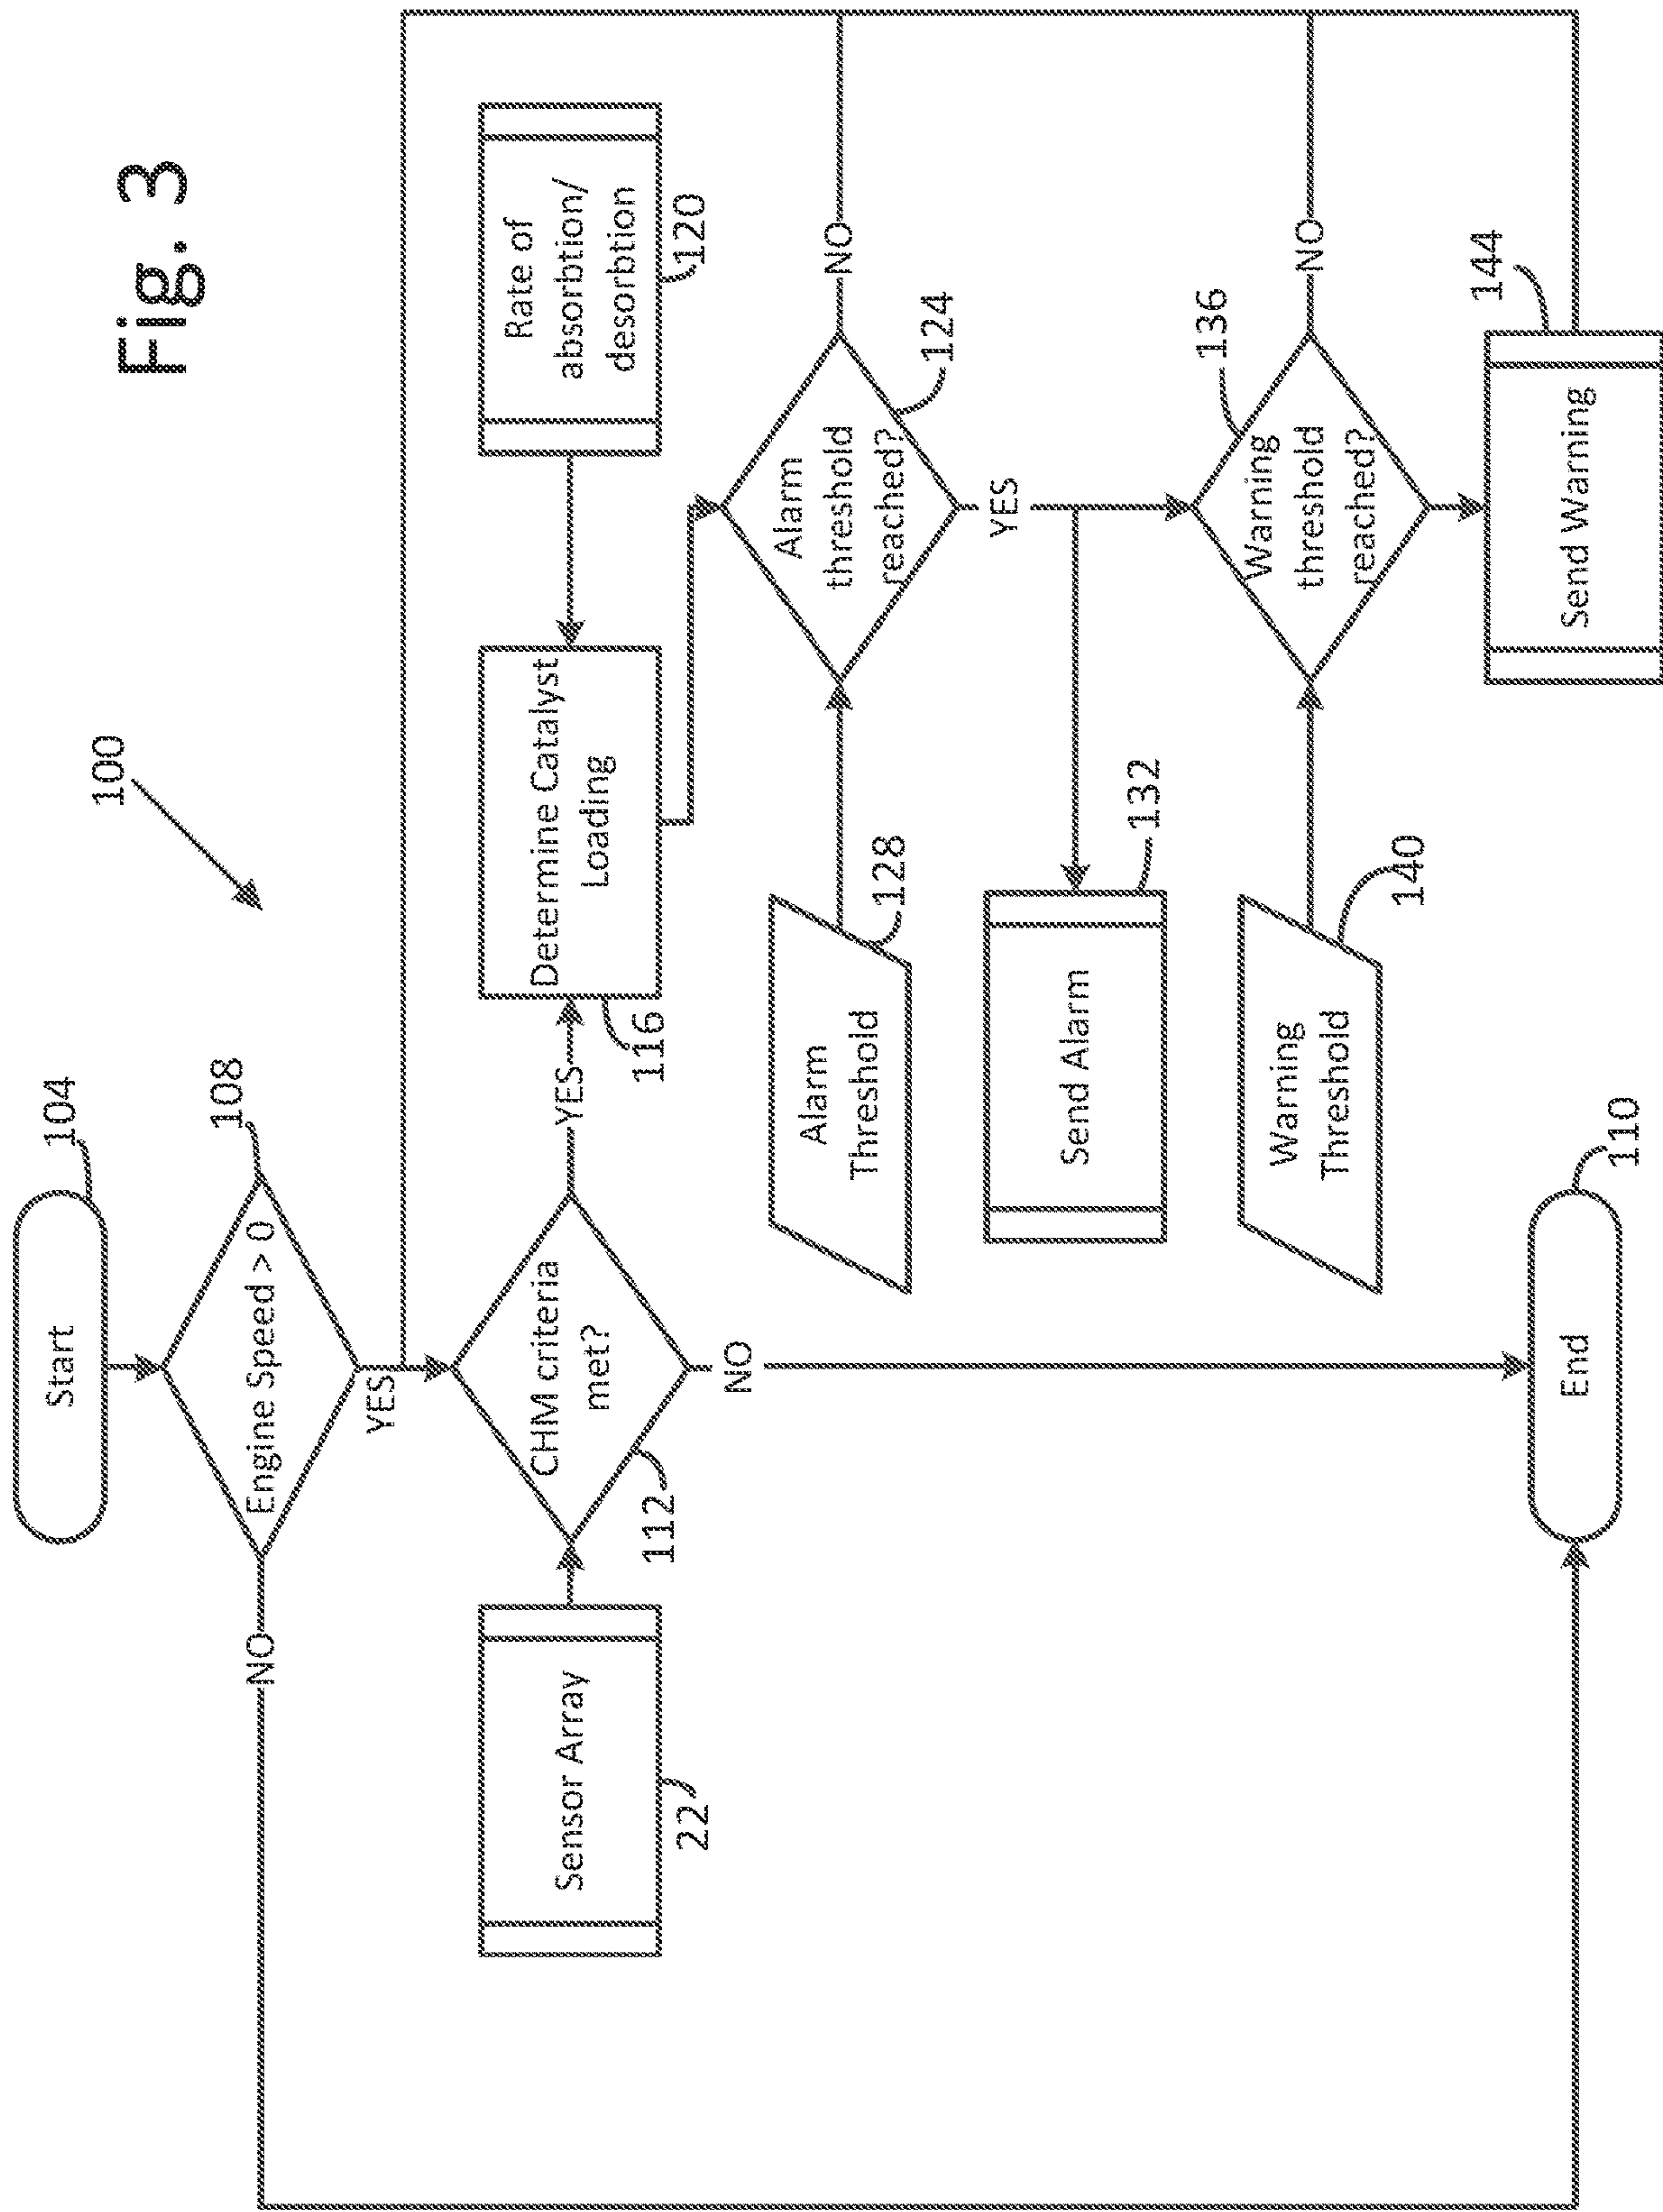 Fig. 3
100
Start
104
Engine Speed > 0
108
NO
YES
Sensor Array
22
CHM criteria
met?
112
YES
NO
Determine Catalyst
Loading
116
Rate of
absorbtion/
desorbtion
120
Alarm
Threshold
128
Alarm
threshold
reached?
124
NO
YES
Send Alarm
132
Warning
Threshold
140
Warning
threshold
reached?
136
NO
End
110
Send Warning
144